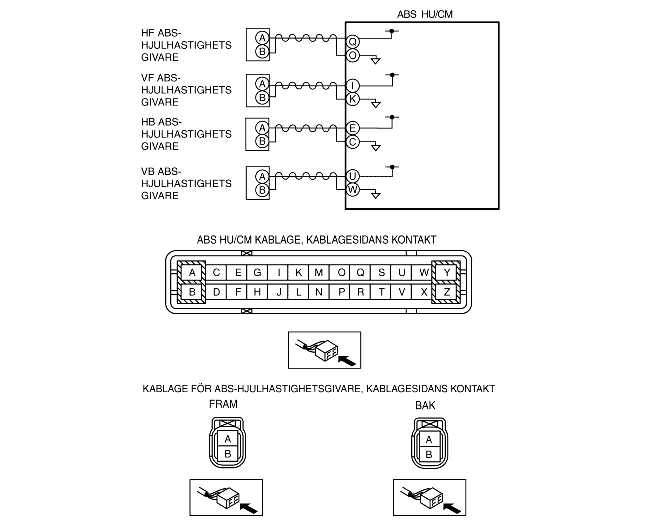 ABS HU/CM
HF ABS-
HJULHASTIGHETS
GIVARE
A
B
Q
O
VF ABS-
HJULHASTIGHETS
GIVARE
A
B
I
K
HB ABS-
HJULHASTIGHETS
GIVARE
A
B
E
C
VB ABS-
HJULHASTIGHETS
GIVARE
A
B
U
W
ABS HU/CM KABLAGE, KABLAGESIDANS KONTAKT
A C E G I K M O Q S U W Y
B D F H J L N P R T V X Z
KABLAGE FÖR ABS-HJULHASTIGHETSGIVARE, KABLAGESIDANS KONTAKT
FRAM BAK
A A
B B